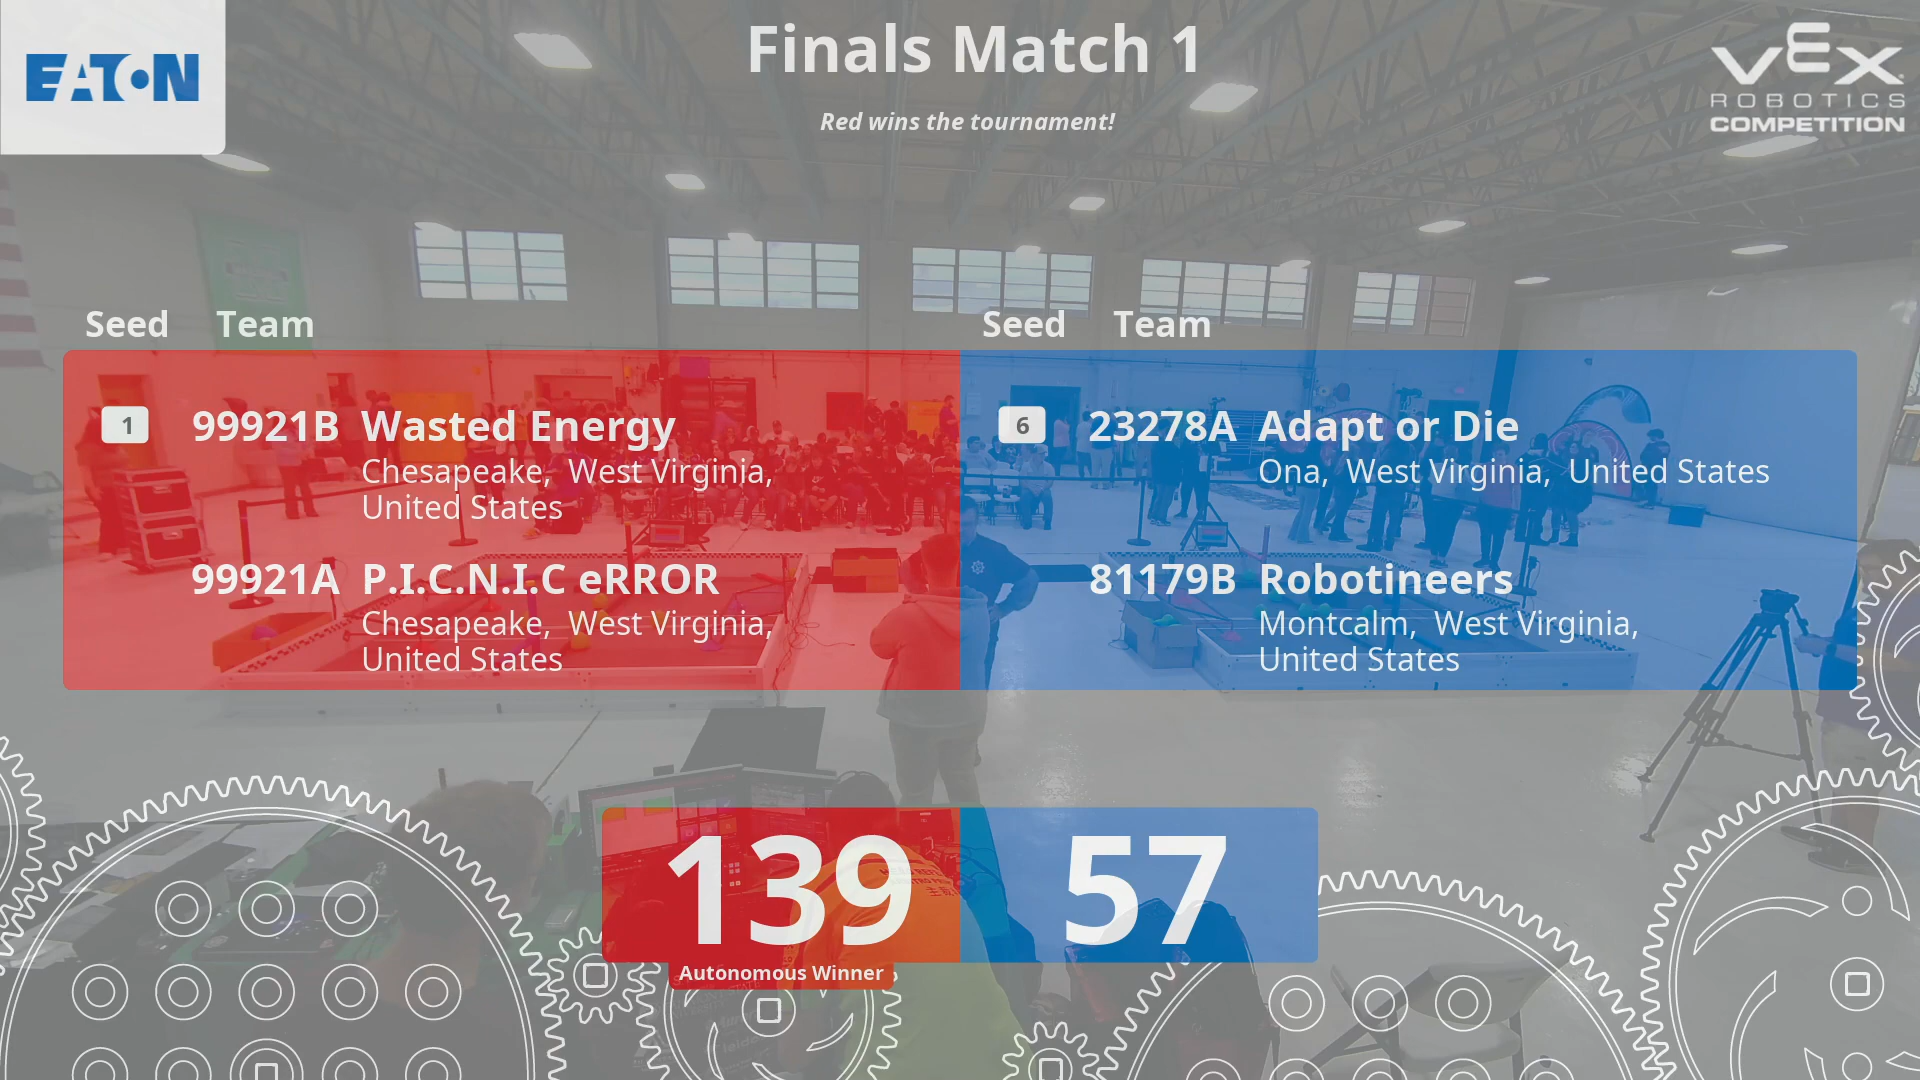 EATON
Finals Match 1
Red wins the tournament!
VEX
ROBOTICS
COMPETITION
Seed Team
1 99921B Wasted Energy
Chesapeake, West Virginia,
United States
99921A P.I.C.N.I.C eRROR
Chesapeake, West Virginia,
United States
Seed Team
6 23278A Adapt or Die
Ona, West Virginia, United States
81179B Robotineers
Montcalm, West Virginia,
United States
139
57
Autonomous Winner